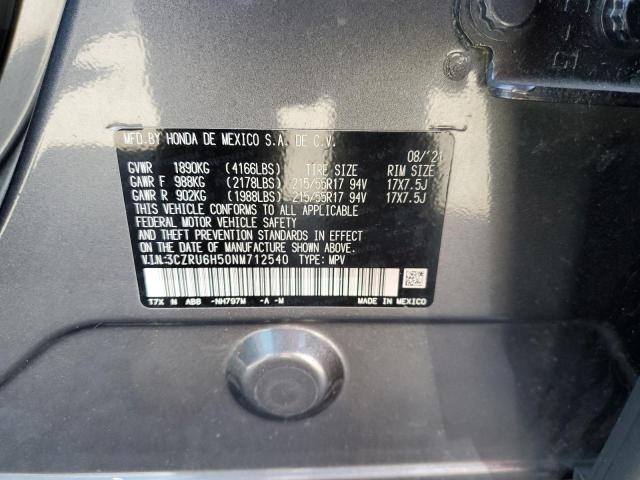 MFD.BY HONDA DE MEXICO S.A. DE C.V.
08/'21
GVWR 1890KG (4166LBS) TIRE SIZE RIM SIZE
GAWR F 988KG (2178LBS) 215/55R17 94V 17X7.5J
GAWR R 902KG (1988LBS) 215/55R17 94V 17X7.5J
THIS VEHICLE CONFORMS TO ALL APPLICABLE
FEDERAL MOTOR VEHICLE SAFETY
AND THEFT PREVENTION STANDARDS IN EFFECT ON
THE DATE OF MANUFACTURE SHOWN ABOVE.
V.I.N.:3CZRU6H50NM712540 TYPE: MPV
T7X N ABB -NH797M -A -M MADE IN MEXICO